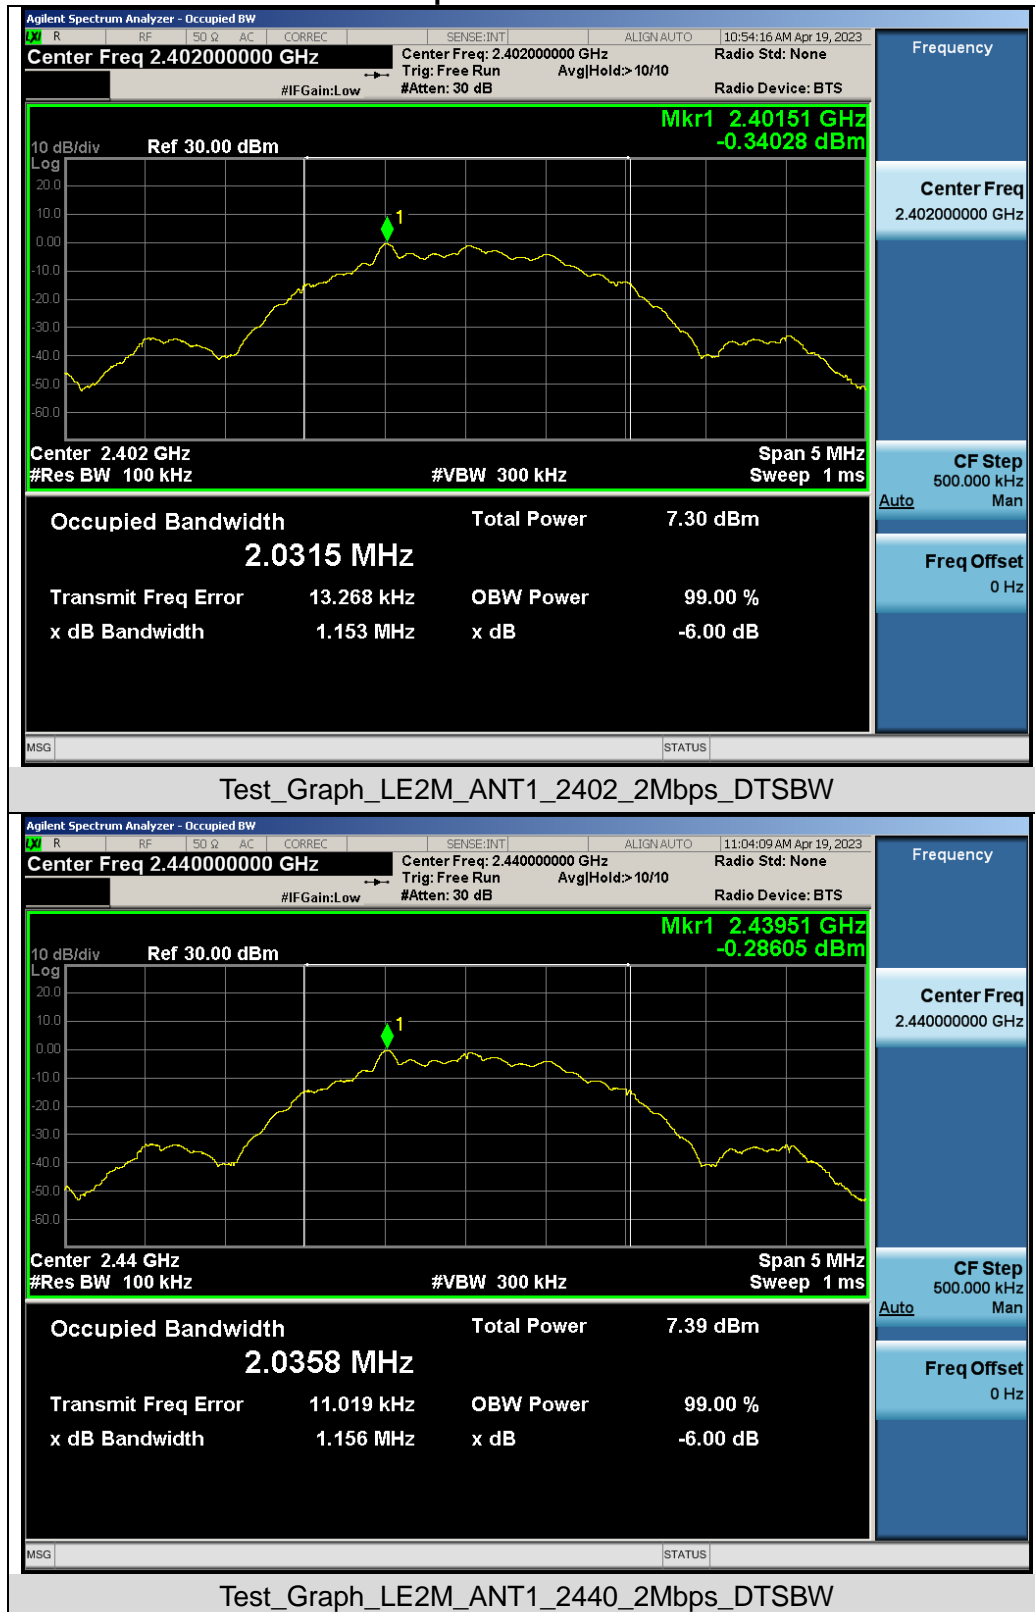 Agilent Spectrum Analyzer - Occupied BW
LXI R RF 50 Ω AC CORREC SENSE:INT ALIGN AUTO 10:54:16 AM Apr 19, 2023
Center Freq 2.402000000 GHz
Center Freq: 2.402000000 GHz Radio Std: None
Trig: Free Run Avg|Hold:>10/10
#IFGain:Low #Atten: 30 dB Radio Device: BTS
Frequency
Mkr1 2.40151 GHz
-0.34028 dBm
10 dB/div Ref 30.00 dBm
Log
20.0
10.0
0.00
-10.0
-20.0
-30.0
-40.0
-50.0
-60.0
1
Center 2.402 GHz Span 5 MHz
#Res BW 100 kHz #VBW 300 kHz Sweep 1 ms
Center Freq
2.402000000 GHz
CF Step
500.000 kHz
Auto Man
Freq Offset
0 Hz
Occupied Bandwidth Total Power 7.30 dBm
2.0315 MHz
Transmit Freq Error 13.268 kHz OBW Power 99.00 %
x dB Bandwidth 1.153 MHz x dB -6.00 dB
MSG STATUS
Test_Graph_LE2M_ANT1_2402_2Mbps_DTSBW
Agilent Spectrum Analyzer - Occupied BW
LXI R RF 50 Ω AC CORREC SENSE:INT ALIGN AUTO 11:04:09 AM Apr 19, 2023
Center Freq 2.440000000 GHz
Center Freq: 2.440000000 GHz Radio Std: None
Trig: Free Run Avg|Hold:>10/10
#IFGain:Low #Atten: 30 dB Radio Device: BTS
Frequency
Mkr1 2.43951 GHz
-0.28605 dBm
10 dB/div Ref 30.00 dBm
Log
20.0
10.0
0.00
-10.0
-20.0
-30.0
-40.0
-50.0
-60.0
1
Center 2.44 GHz Span 5 MHz
#Res BW 100 kHz #VBW 300 kHz Sweep 1 ms
Center Freq
2.440000000 GHz
CF Step
500.000 kHz
Auto Man
Freq Offset
0 Hz
Occupied Bandwidth Total Power 7.39 dBm
2.0358 MHz
Transmit Freq Error 11.019 kHz OBW Power 99.00 %
x dB Bandwidth 1.156 MHz x dB -6.00 dB
MSG STATUS
Test_Graph_LE2M_ANT1_2440_2Mbps_DTSBW